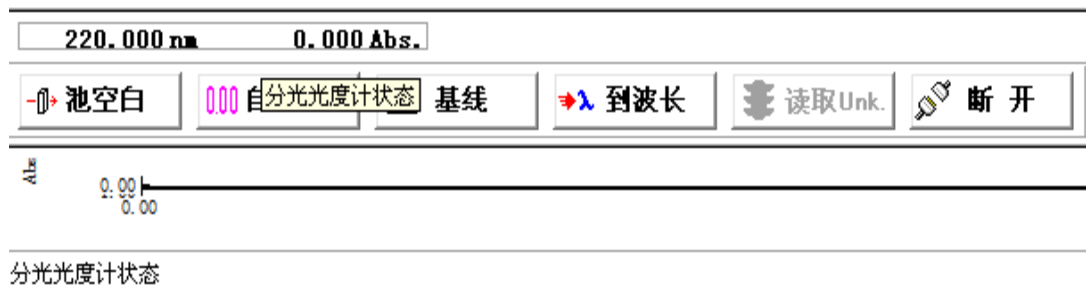 220.000 nm 0.000 Abs.
池空白 0.00 自 分光光度计状态 基线 λ 到波长 读取Unk. 断开
Abs
0.00
0.00
分光光度计状态